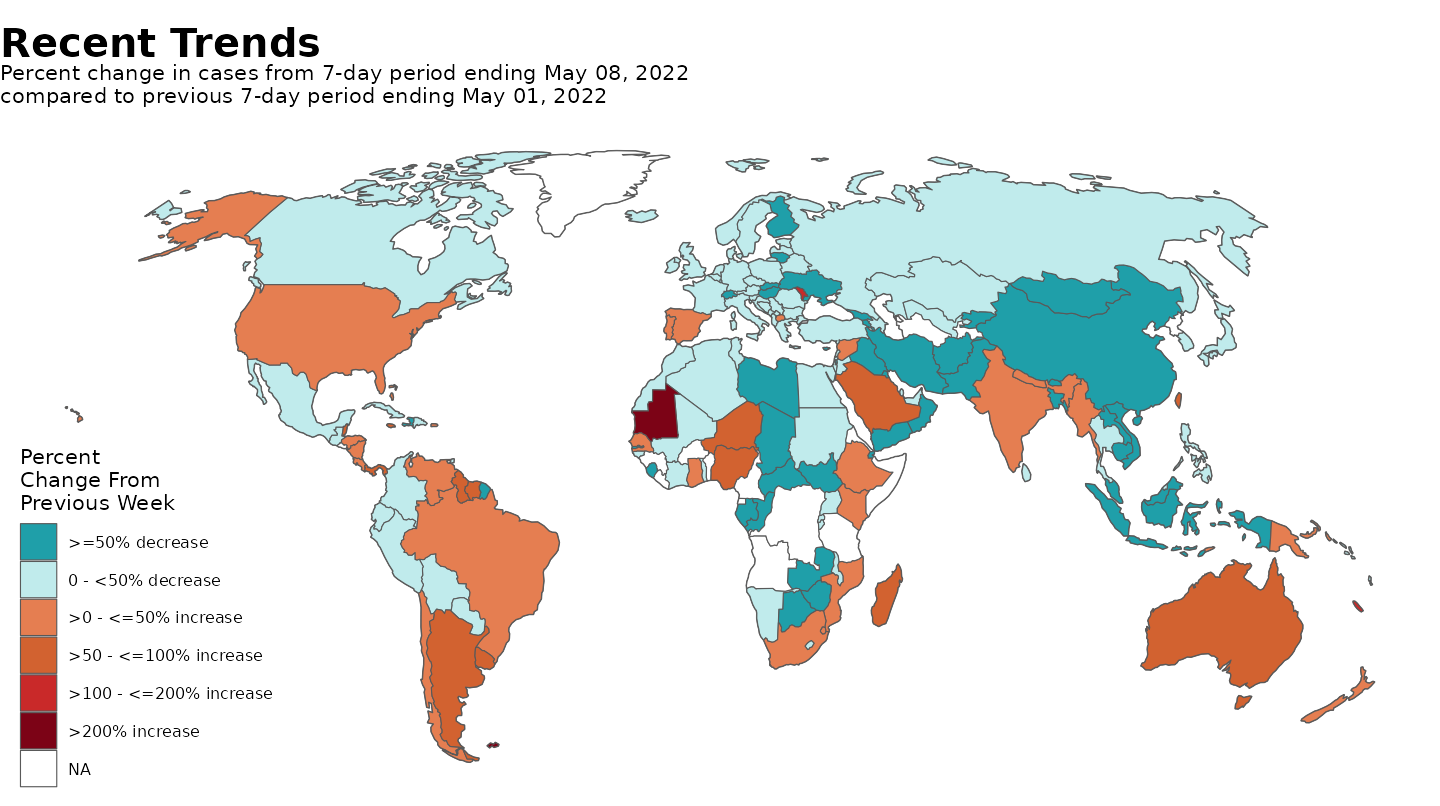 Recent Trends
Percent change in cases from 7-day period ending May 08, 2022
compared to previous 7-day period ending May 01, 2022
Percent
Change From
Previous Week
>=50% decrease
0 - <50% decrease
>0 - <=50% increase
>50 - <=100% increase
>100 - <=200% increase
>200% increase
NA